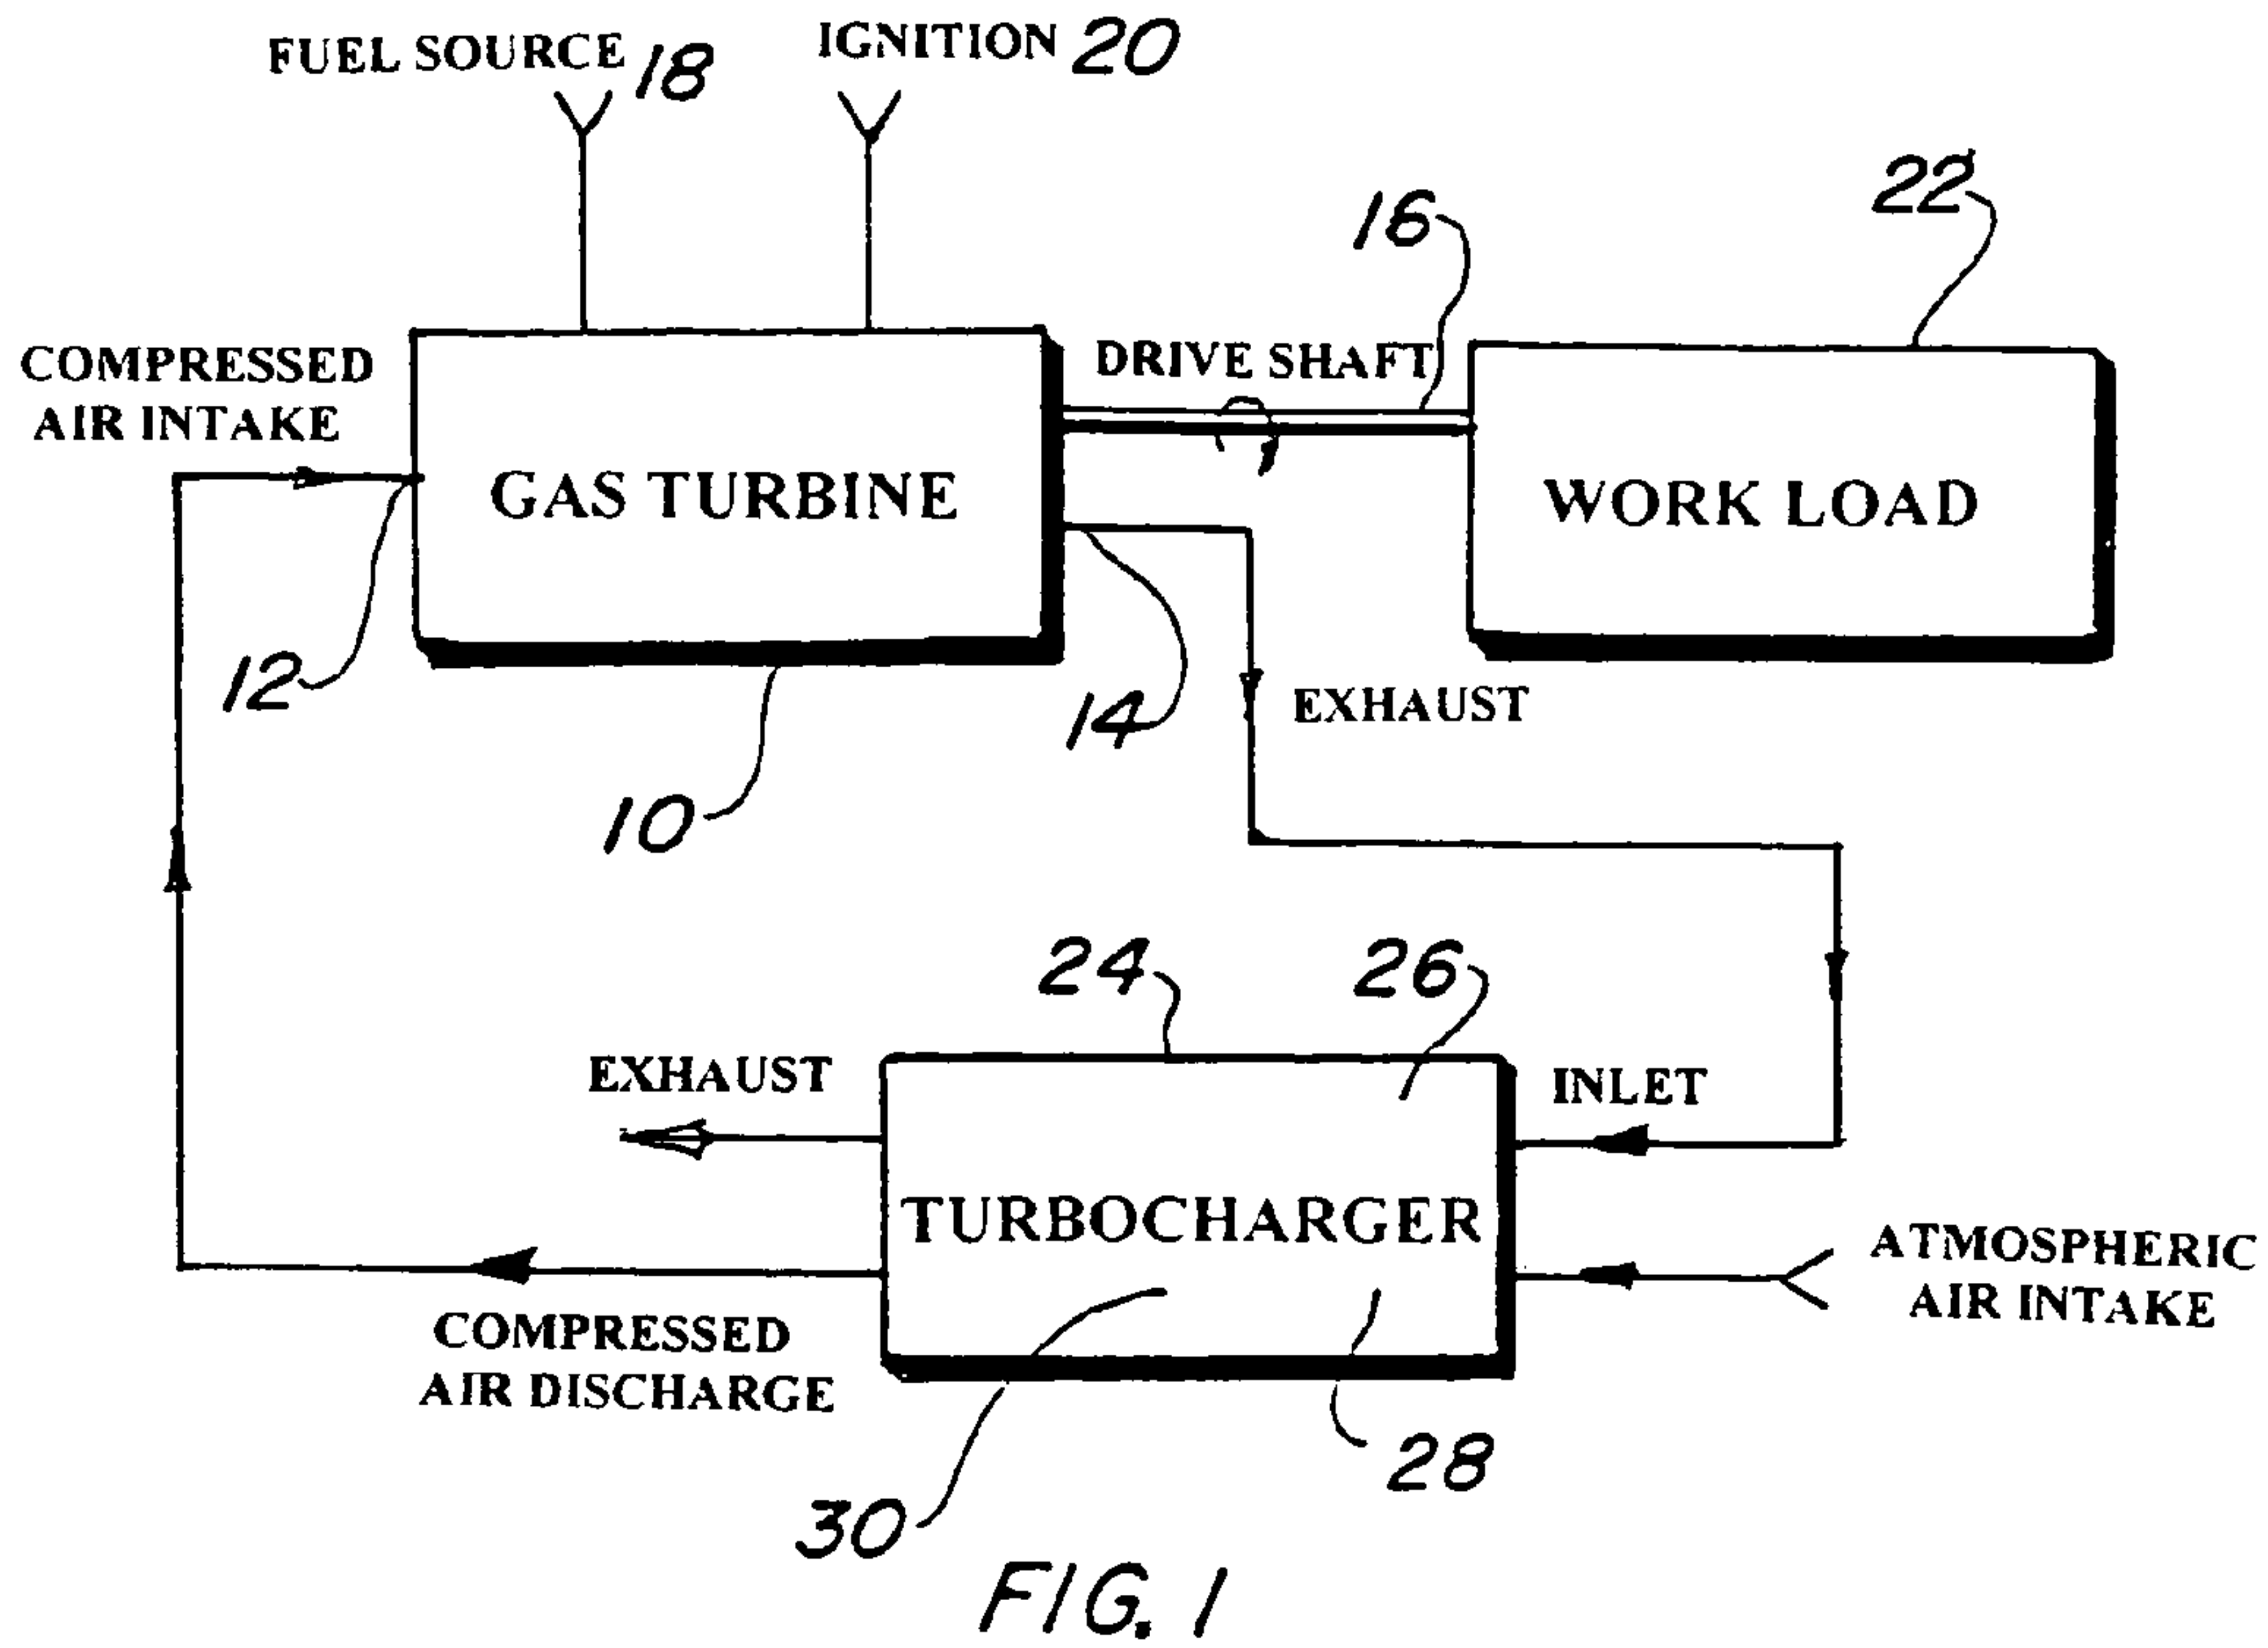 FUEL SOURCE 18
IGNITION 20
16
22
COMPRESSED
AIR INTAKE
DRIVE SHAFT
GAS TURBINE
WORK LOAD
12
14
EXHAUST
10
24
26
EXHAUST
INLET
TURBOCHARGER
ATMOSPHERIC
AIR INTAKE
COMPRESSED
AIR DISCHARGE
28
30
FIG. 1